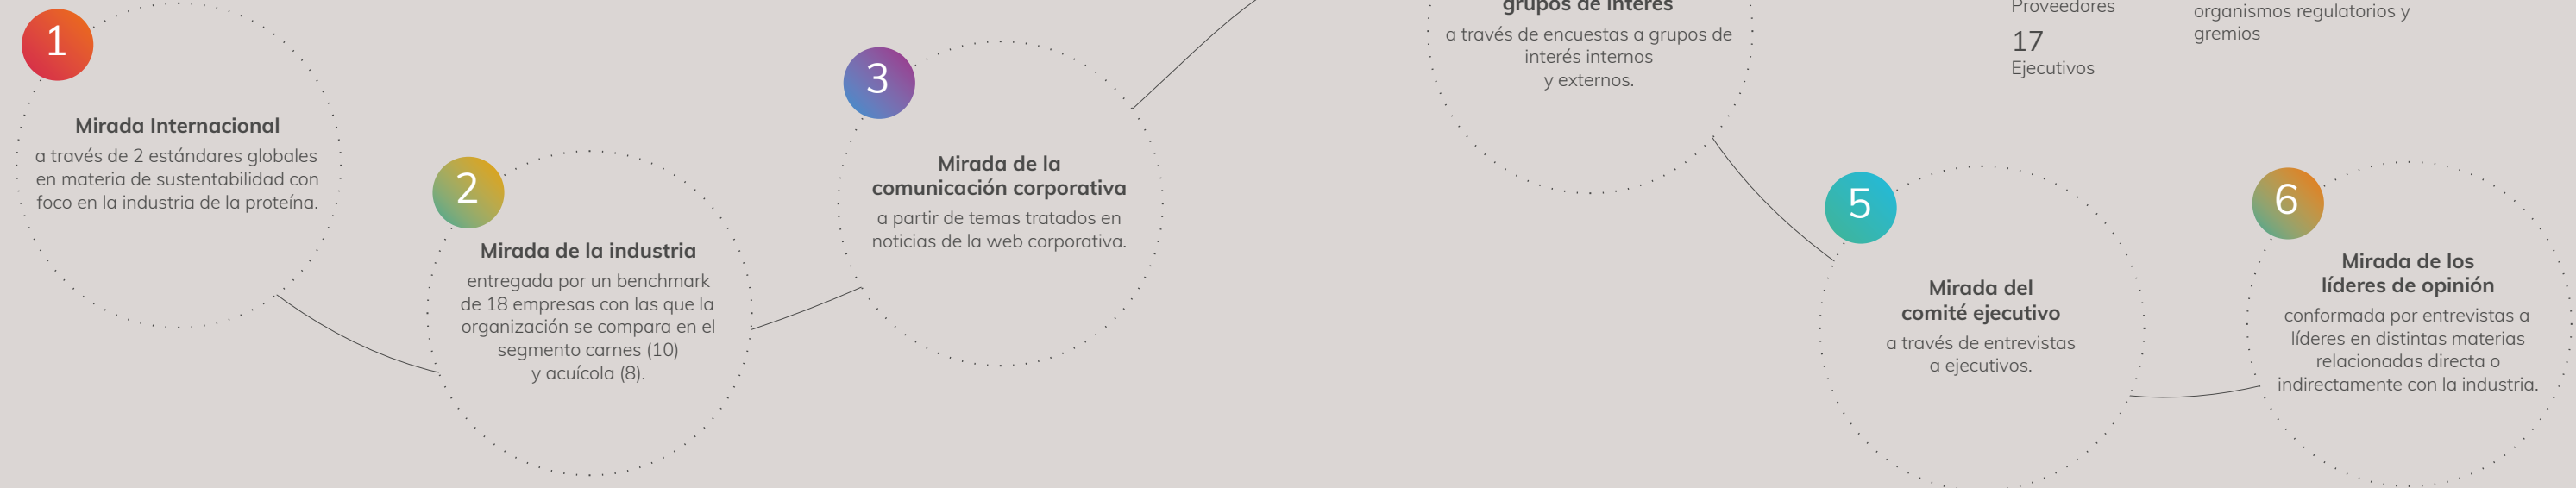 1
Mirada Internacional
a través de 2 estándares globales
en materia de sustentabilidad con
foco en la industria de la proteína.
2
Mirada de la industria
entregada por un benchmark
de 18 empresas con las que la
organización se compara en el
segmento carnes (10)
y acuícola (8).
3
Mirada de la
comunicación corporativa
a partir de temas tratados en
noticias de la web corporativa.
grupos de interés
a través de encuestas a grupos de
interés internos
y externos.
Proveedores
17
Ejecutivos
organismos regulatorios y
gremios
5
Mirada del
comité ejecutivo
a través de entrevistas
a ejecutivos.
6
Mirada de los
líderes de opinión
conformada por entrevistas a
líderes en distintas materias
relacionadas directa o
indirectamente con la industria.